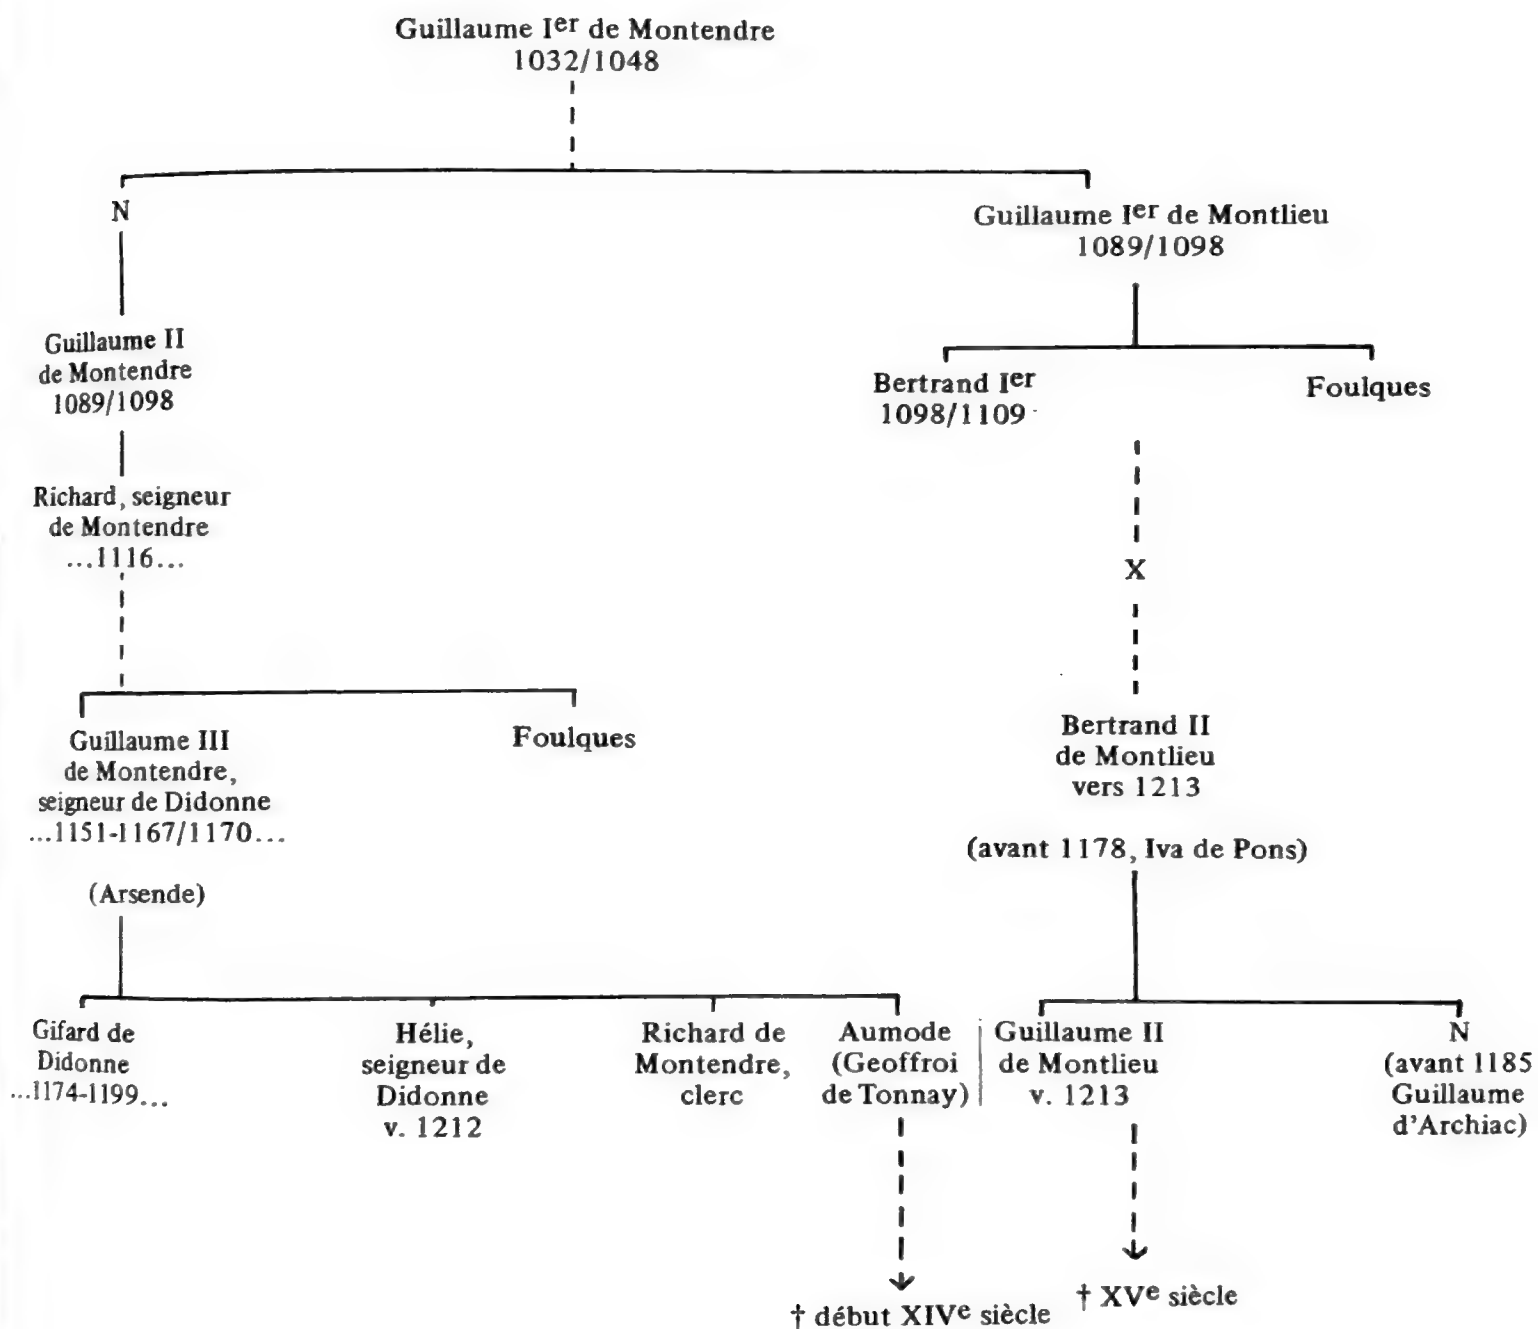 Guillaume Ier de Montendre
1032/1048
N
Guillaume Ier de Montlieu
1089/1098
Guillaume II
de Montendre
1089/1098
Bertrand Ier
1098/1109
Foulques
Richard, seigneur
de Montendre
...1116...
X
Guillaume III
de Montendre,
seigneur de Didonne
...1151-1167/1170...
Foulques
Bertrand II
de Montlieu
vers 1213
(avant 1178, Iva de Pons)
(Arsende)
Gifard de
Didonne
...1174-1199...
Hélie,
seigneur de
Didonne
v. 1212
Richard de
Montendre,
clerc
Aumode
(Geoffroi
de Tonnay)
Guillaume II
de Montlieu
v. 1213
N
(avant 1185
Guillaume
d'Archiac)
† début XIVe siècle
† XVe siècle